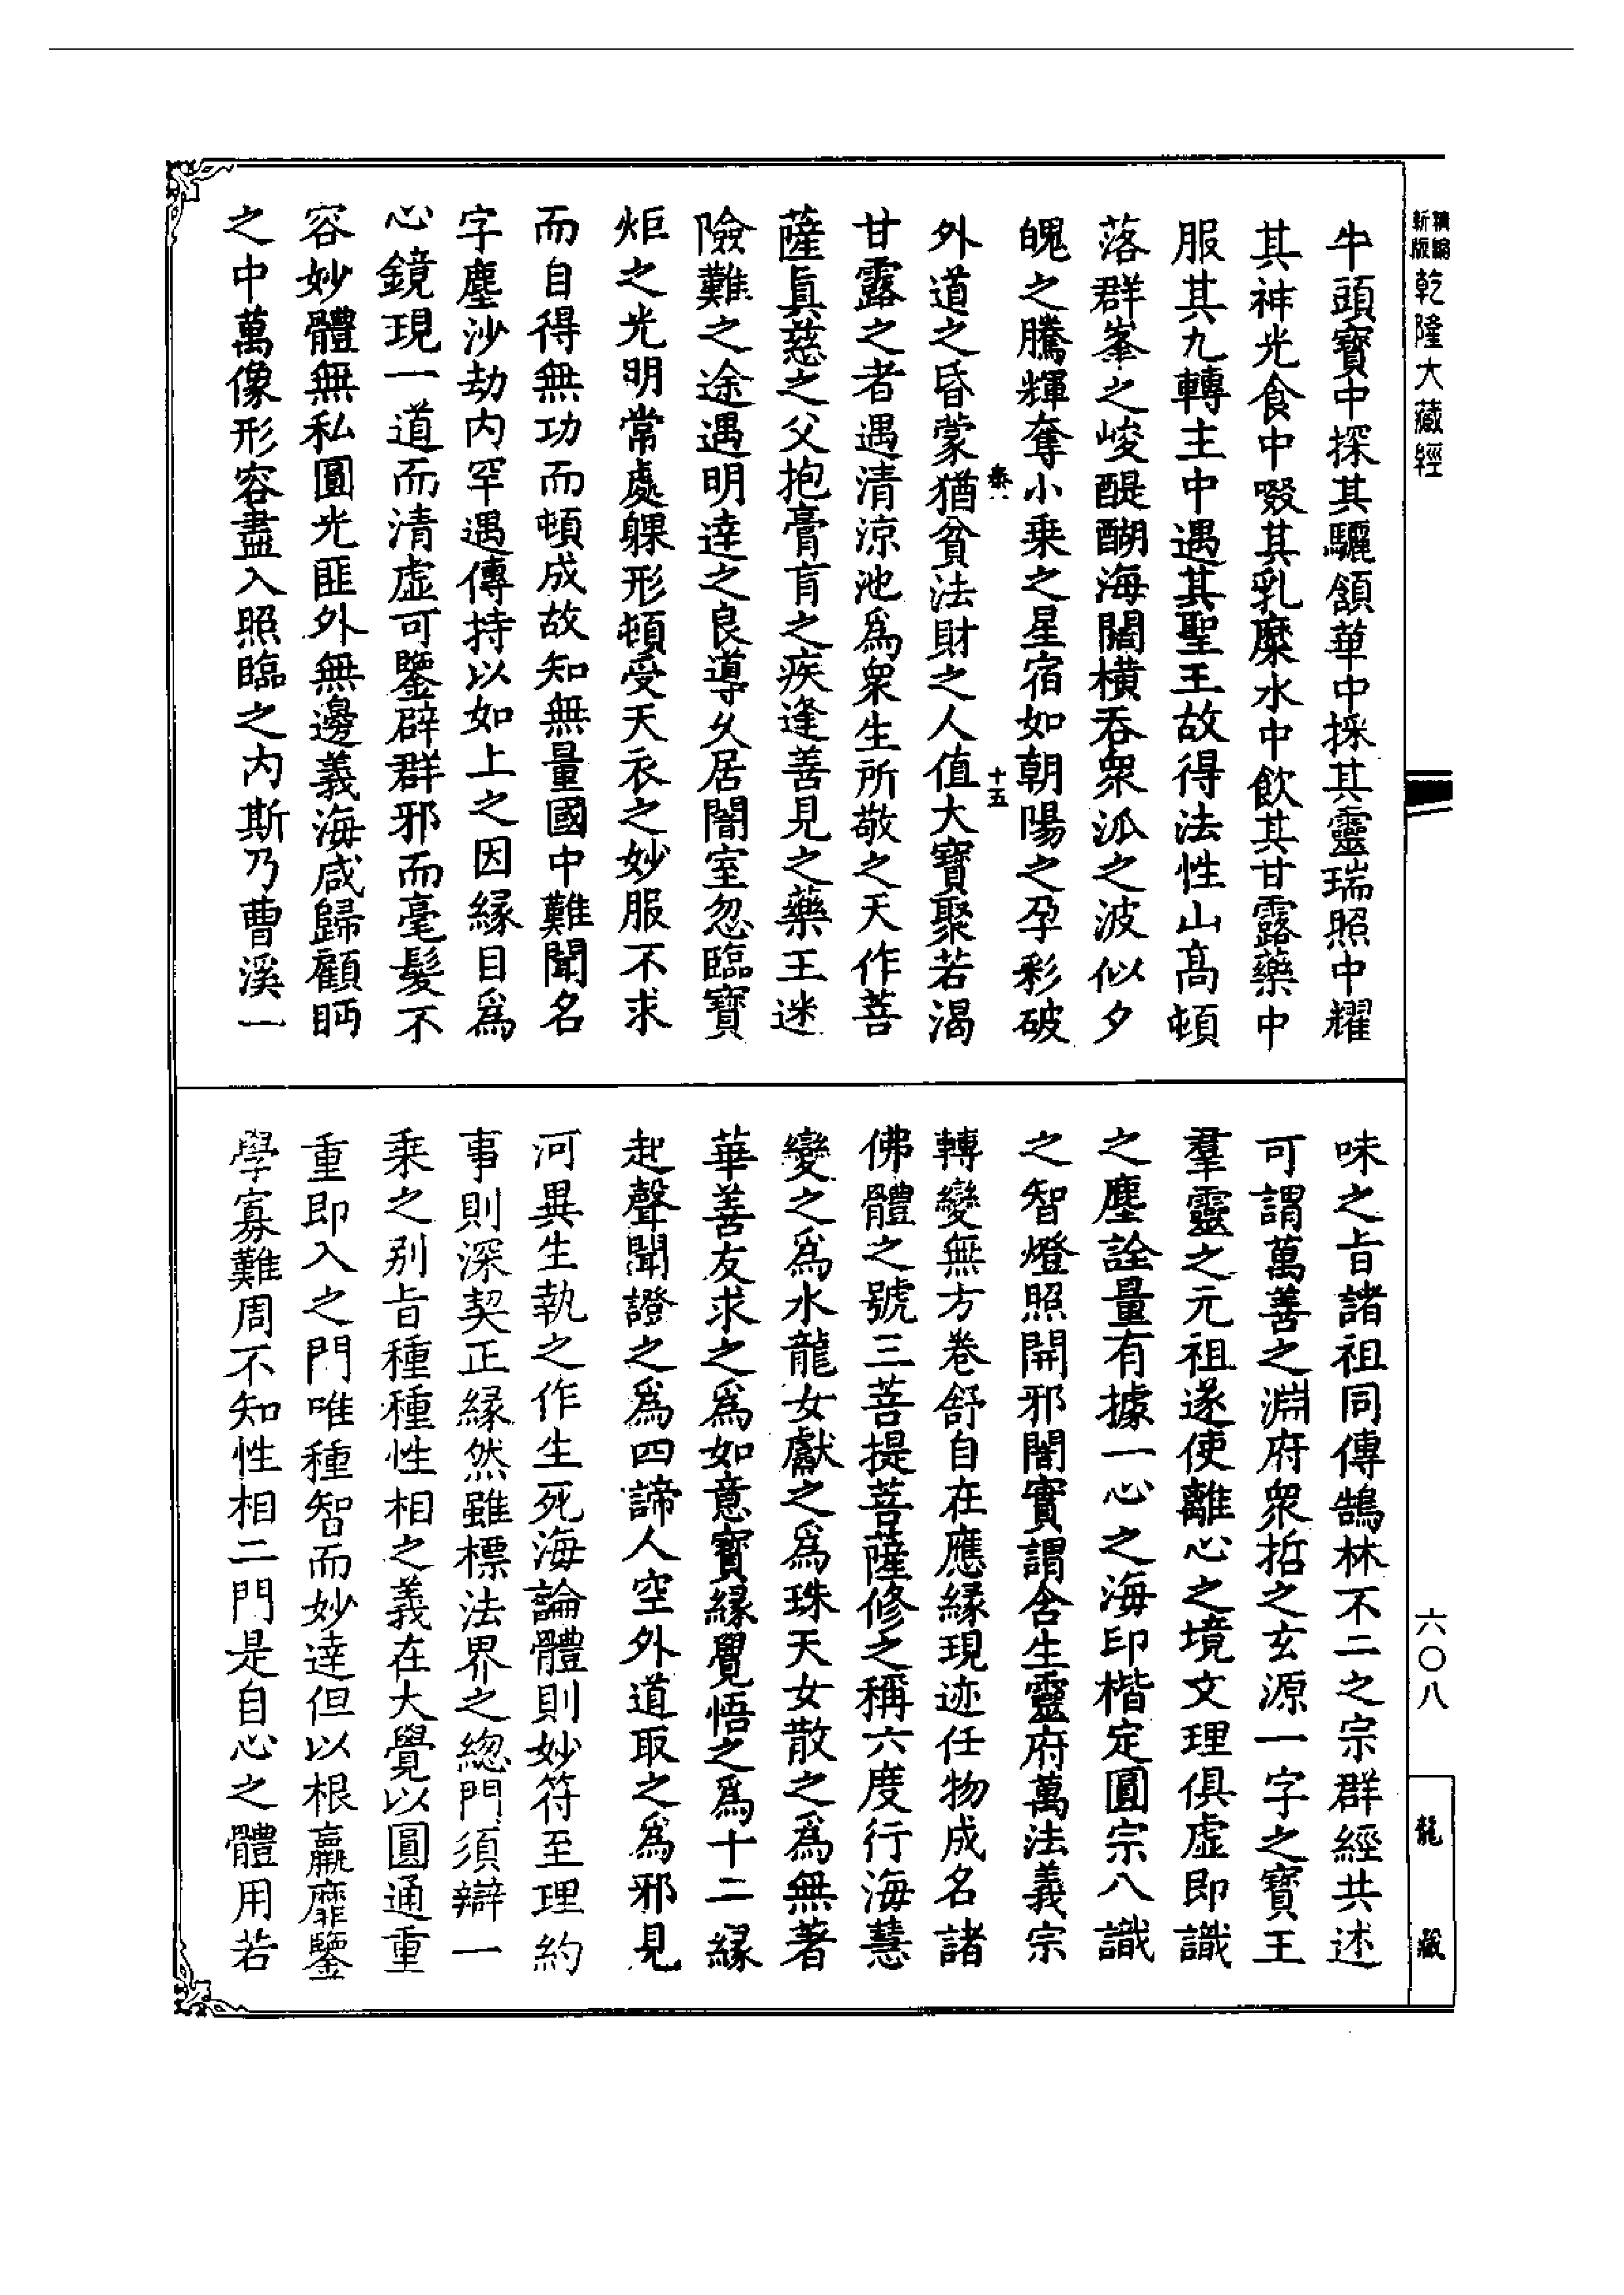 精縮新版乾隆大藏經
牛頭寶中探其驪頷華中採其靈瑞照中耀
其神光食中啜其乳糜水中飲其甘露藥中
服其九轉主中遇其聖王故得法性山高頓
落群峯之峻醍醐海闊橫吞衆派之波似夕
魄之騰輝奪小乗之星宿如朝陽之孕彩破
十五
外道之昏蒙猶貧法財之人值大寶聚若渴
甘露之者遇清涼池為衆生所敬之天作菩
薩眞慈之父抱膏肓之疾逢善見之藥王迷
險難之途遇明達之良導久居闇室忽臨寶
炬之光明常處躶形頓受天衣之妙服不求
而自得無功而頓成故知無量國中難聞名
字塵沙劫内罕遇傳持以如上之因縁目為
心鏡現一道而清虛可鑒辟群邪而毫髮不
容妙體無私圓光匪外無邊義海咸歸顧眄
之中萬像形容盡入照臨之内斯乃曹溪一
味之旨諸祖同傳鵠林不二之宗群經共述
可謂萬善之淵府衆哲之玄源一字之寶王
羣靈之元祖遂使離心之境文理俱虛即識
之塵詮量有據一心之海印楷定圓宗八識
之智燈照開邪闇實謂含生靈府萬法義宗
轉變無方卷舒自在應縁現迹任物成名諸
佛體之號三菩提菩薩修之稱六度行海慧
變之為水龍女獻之為珠天女散之為無著
華善友求之為如意寶縁覺悟之為十二縁
起聲聞證之為四諦人空外道取之為邪見
河異生執之作生死海論體則妙符至理約
事則深契正縁然雖標法界之緫門須辯一
乗之别旨種種性相之義在大覺以圓通重
重即入之門唯種智而妙達但以根羸靡鑒
學寡難周不知性相二門是自心之體用若
六〇八
龍藏